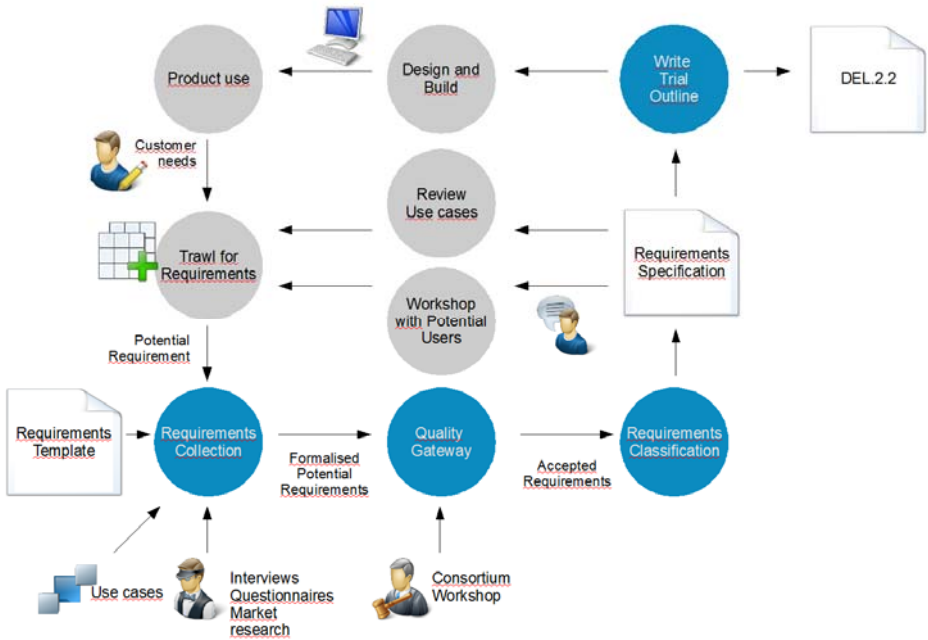 Product use
Design and
Build
Write
Trial
Outline
DEL.2.2
Customer
needs
Review
Use cases
Trawl for
Requirements
Requirements
Specification
Workshop
with Potential
Users
Potential
Requirement
Requirements
Template
Requirements
Collection
Quality
Gateway
Requirements
Classification
Formalised
Potential
Requirements
Accepted
Requirements
Use cases
Interviews
Questionnaires
Market
research
Consortium
Workshop